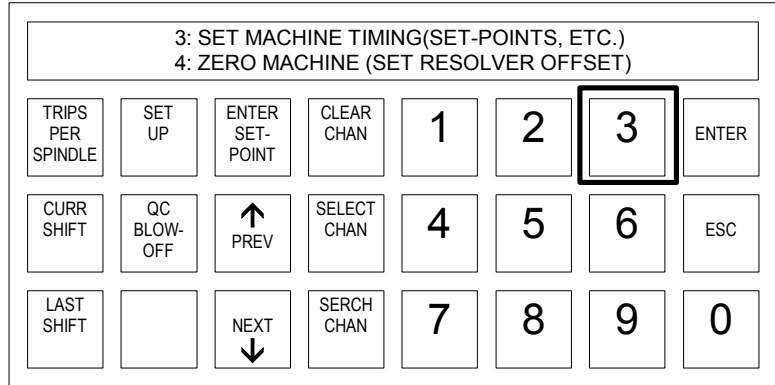 3: SET MACHINE TIMING(SET-POINTS, ETC.)
4: ZERO MACHINE (SET RESOLVER OFFSET)
TRIPS
PER
SPINDLE
SET
UP
ENTER
SET-
POINT
CLEAR
CHAN
1
2
3
ENTER
CURR
SHIFT
QC
BLOW-
OFF
↑
PREV
SELECT
CHAN
4
5
6
ESC
LAST
SHIFT
NEXT
↓
SERCH
CHAN
7
8
9
0